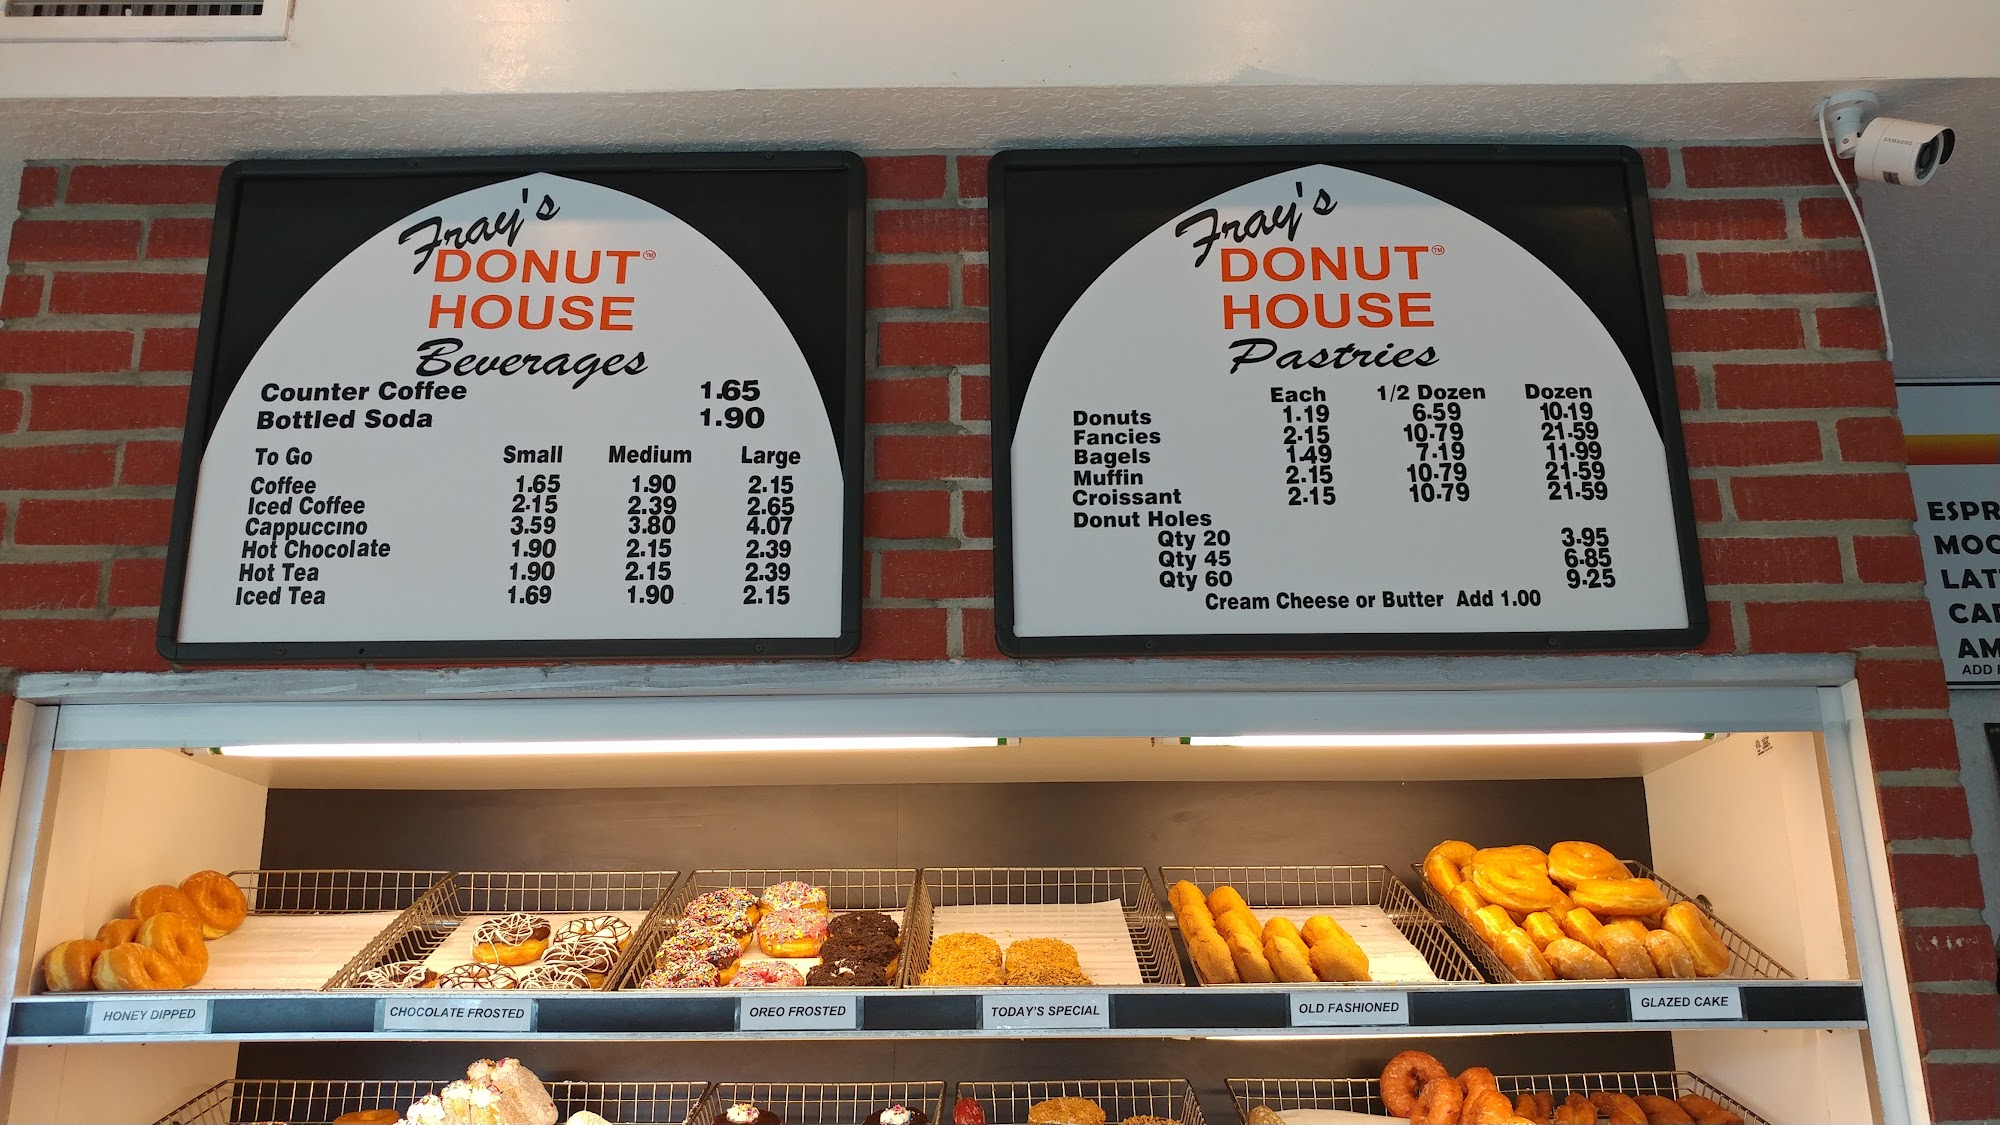 Fray's
DONUT™
HOUSE
Beverages
Counter Coffee 1.65
Bottled Soda 1.90
To Go Small Medium Large
Coffee 1.65 1.90 2.15
Iced Coffee 2.15 2.39 2.65
Cappuccino 3.59 3.80 4.07
Hot Chocolate 1.90 2.15 2.39
Hot Tea 1.90 2.15 2.39
Iced Tea 1.69 1.90 2.15
Fray's
DONUT™
HOUSE
Pastries
Each 1/2 Dozen Dozen
Donuts 1.19 6.59 10.19
Fancies 2.15 10.79 21.59
Bagels 1.49 7.19 11.99
Muffin 2.15 10.79 21.59
Croissant 2.15 10.79 21.59
Donut Holes
Qty 20 3.95
Qty 45 6.85
Qty 60 9.25
Cream Cheese or Butter Add 1.00
SAMSUNG
ESPR
MOC
LAT
CAP
AM
ADD
HONEY DIPPED
CHOCOLATE FROSTED
OREO FROSTED
TODAY'S SPECIAL
OLD FASHIONED
GLAZED CAKE